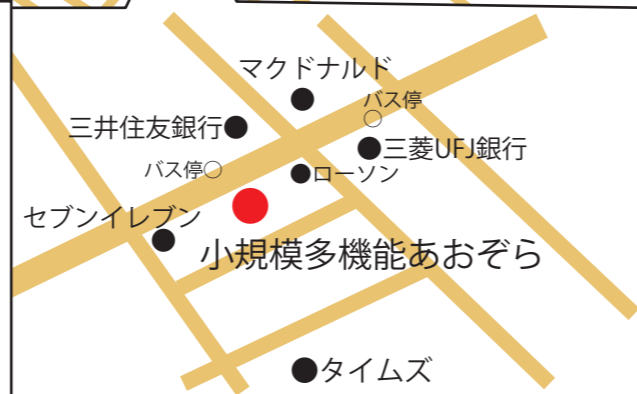 マクドナルド
バス停
○
三井住友銀行●
●三菱UFJ銀行
バス停○
●ローソン
セブンイレブン
小規模多機能あおぞら
●タイムズ